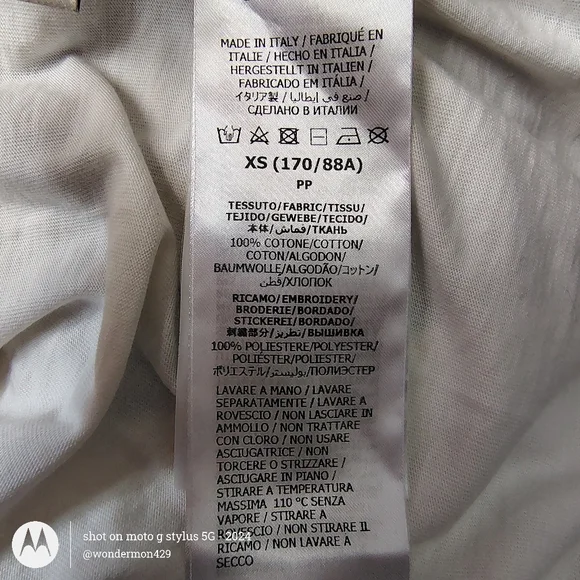 MADE IN ITALY / FABRIQUÉ EN
ITALIE / HECHO EN ITALIA /
HERGESTELLT IN ITALIEN /
FABRICADO EM ITÁLIA /
イタリア製 / صنع في إيطاليا /
СДЕЛАНО В ИТАЛИИ
XS (170/88A)
PP
TESSUTO/FABRIC/TISSU/
TEJIDO/GEWEBE/TECIDO/
本体/قماش/ТКАНЬ
100% COTONE/COTTON/
COTON/ALGODON/
BAUMWOLLE/ALGODÃO/コットン/
قطن/ХЛОПОК
RICAMO/EMBROIDERY/
BRODERIE/BORDADO/
STICKEREI/BORDADO/
刺繍部分/تطريز/ВЫШИВКА
100% POLIESTERE/POLYESTER/
POLIÉSTER/POLIESTER/
ポリエステル/بوليستر/ПОЛИЭСТЕР
LAVARE A MANO / LAVARE
SEPARATAMENTE / LAVARE A
ROVESCIO / NON LASCIARE IN
AMMOLLO / NON TRATTARE
CON CLORO / NON USARE
ASCIUGATRICE / NON
TORCERE O STRIZZARE /
ASCIUGARE IN PIANO /
STIRARE A TEMPERATURA
MASSIMA 110 °C SENZA
VAPORE / STIRARE A
ROVESCIO / NON STIRARE IL
RICAMO / NON LAVARE A
SECCO
shot on moto g stylus 5G - 2024
@wondermon429